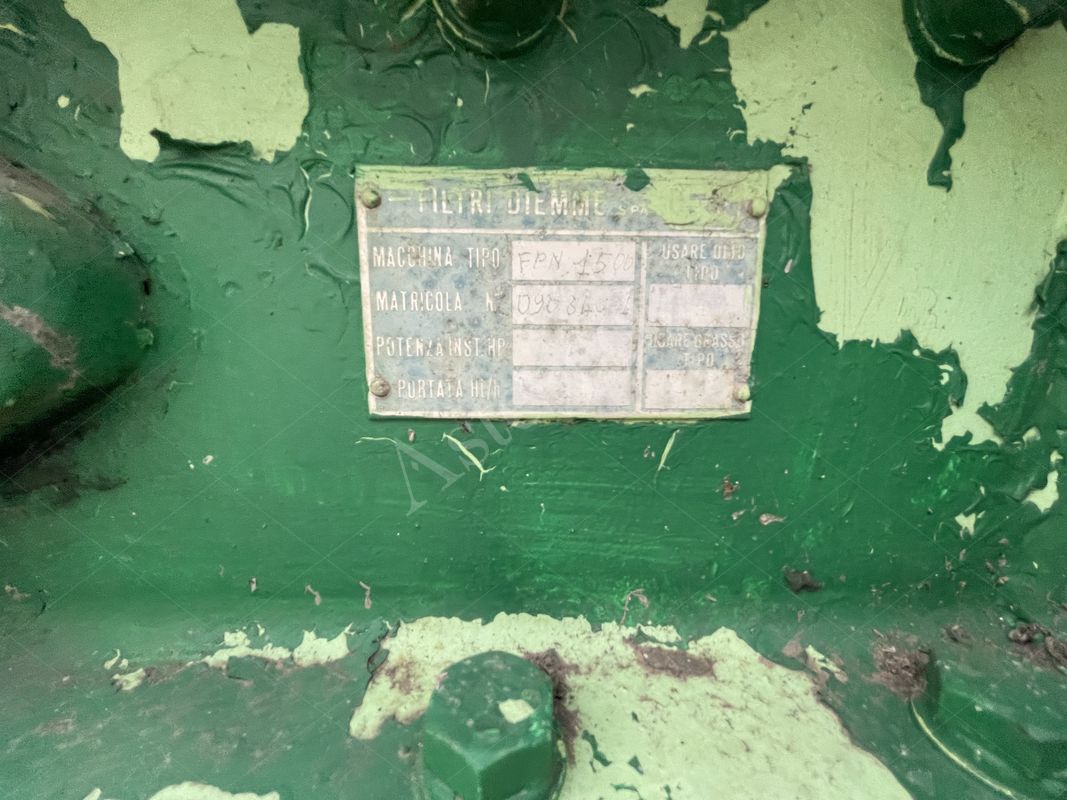 FILTRI DIEMME S.P.A.
MACCHINA TIPO FPN 1500
MATRICOLA N°
POTENZA INST. HP
PORTATA Hl/h
USARE OLIO
TIPO
USARE GRASSO
TIPO